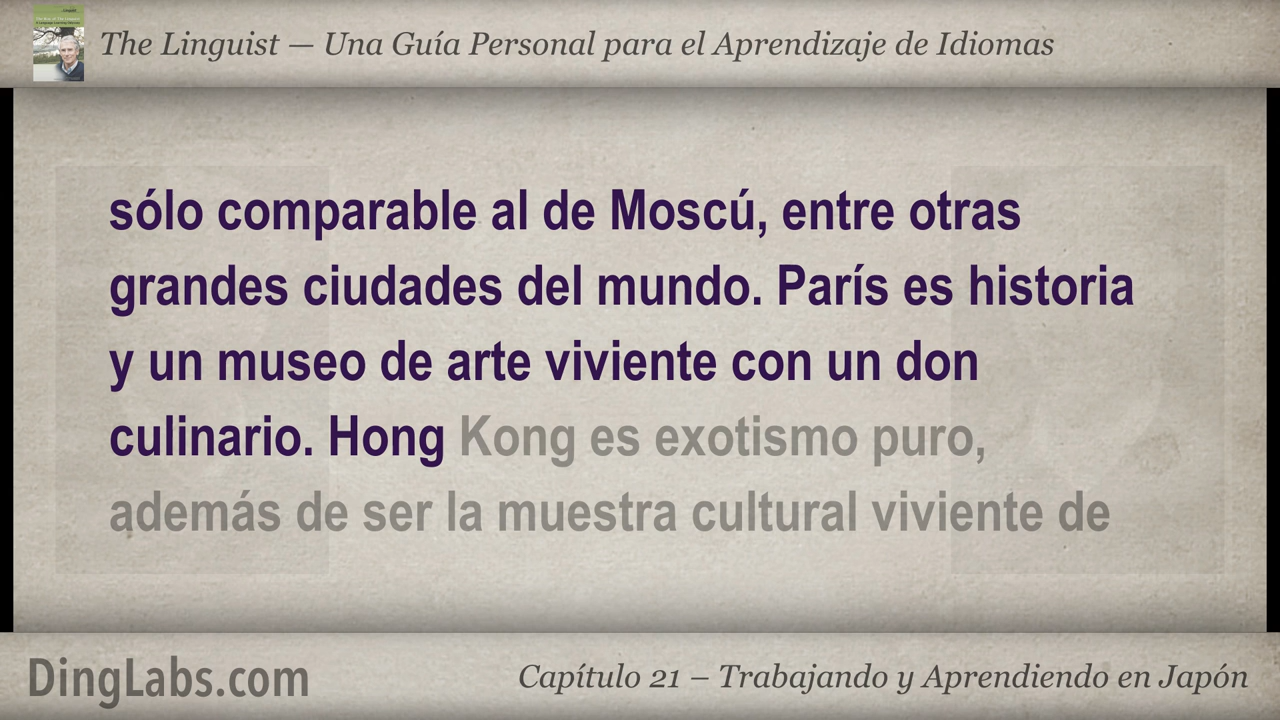 The Linguist — Una Guía Personal para el Aprendizaje de Idiomas
sólo comparable al de Moscú, entre otras
grandes ciudades del mundo. París es historia
y un museo de arte viviente con un don
culinario. Hong Kong es exotismo puro,
además de ser la muestra cultural viviente de
DingLabs.com
Capítulo 21 – Trabajando y Aprendiendo en Japón